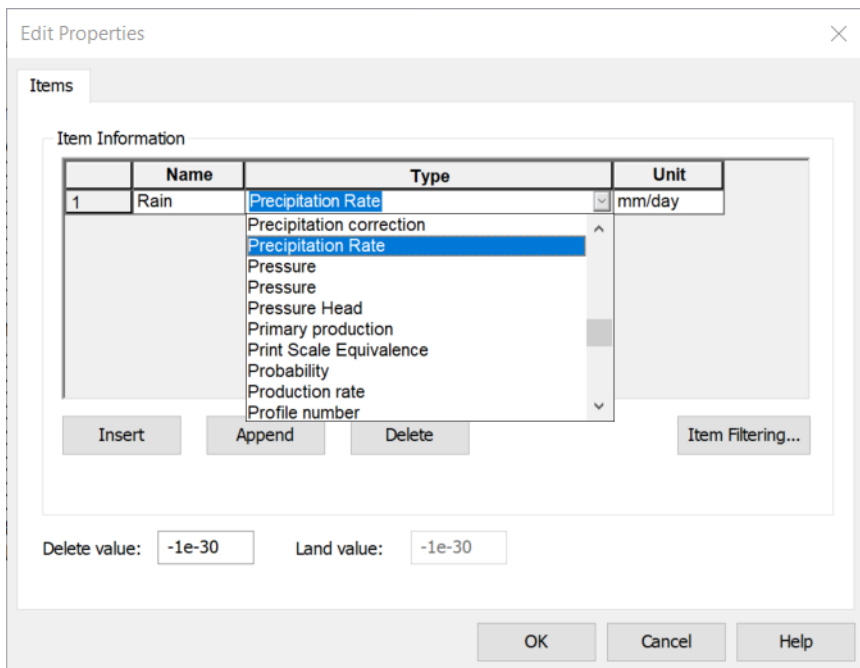 Edit Properties
Items
Item Information
Name Type Unit
1 Rain Precipitation Rate mm/day
Precipitation correction
Precipitation Rate
Pressure
Pressure
Pressure Head
Primary production
Print Scale Equivalence
Probability
Production rate
Profile number
Insert Append Delete Item Filtering...
Delete value: -1e-30 Land value: -1e-30
OK Cancel Help